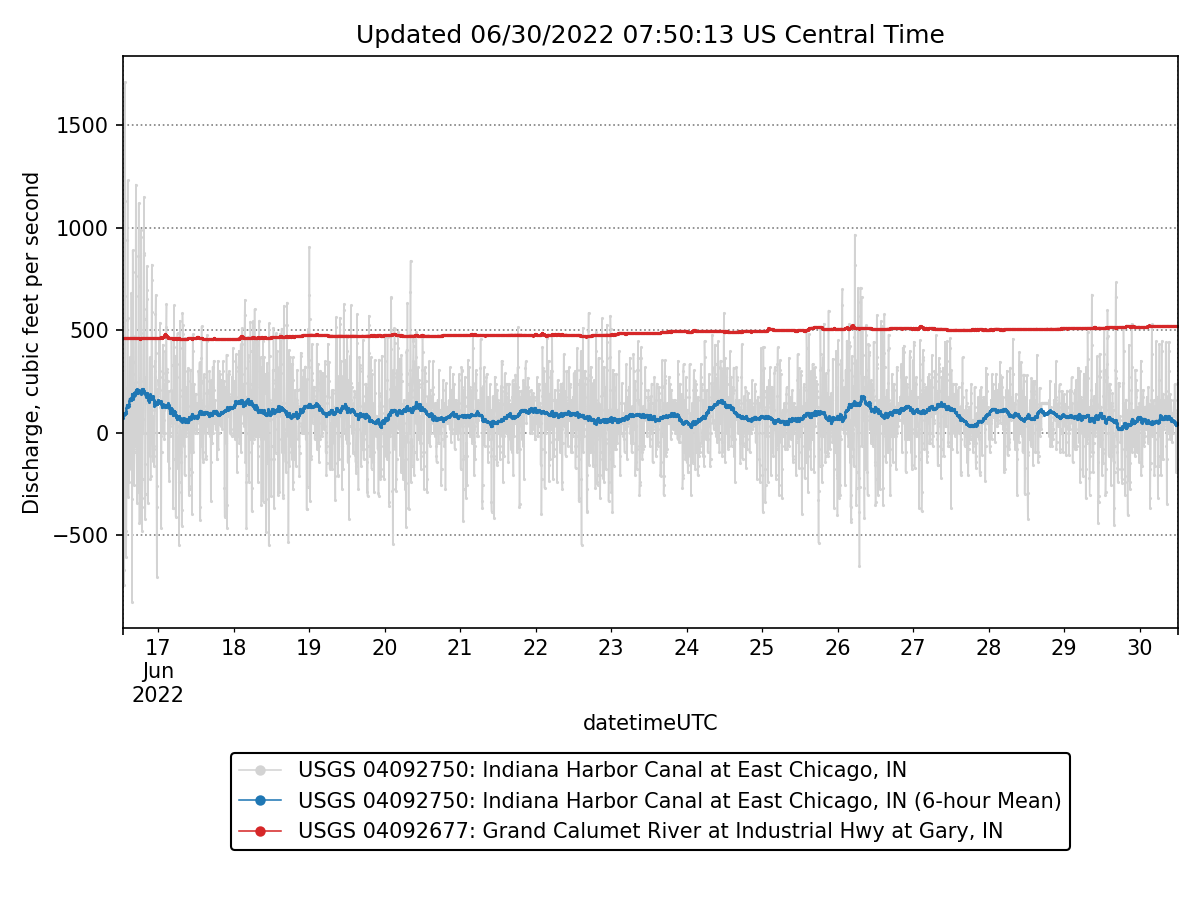 Updated 06/30/2022 07:50:13 US Central Time
Discharge, cubic feet per second
1500
1000
500
0
−500
17 18 19 20 21 22 23 24 25 26 27 28 29 30
Jun
2022
datetimeUTC
USGS 04092750: Indiana Harbor Canal at East Chicago, IN
USGS 04092750: Indiana Harbor Canal at East Chicago, IN (6-hour Mean)
USGS 04092677: Grand Calumet River at Industrial Hwy at Gary, IN